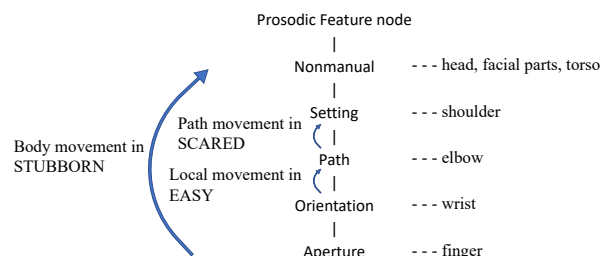 Prosodic Feature node
|
Nonmanual - - - head, facial parts, torso
|
Setting - - - shoulder
Path movement in
SCARED
|
Body movement in
STUBBORN
Path - - - elbow
Local movement in
EASY
|
Orientation - - - wrist
|
Aperture - - - finger